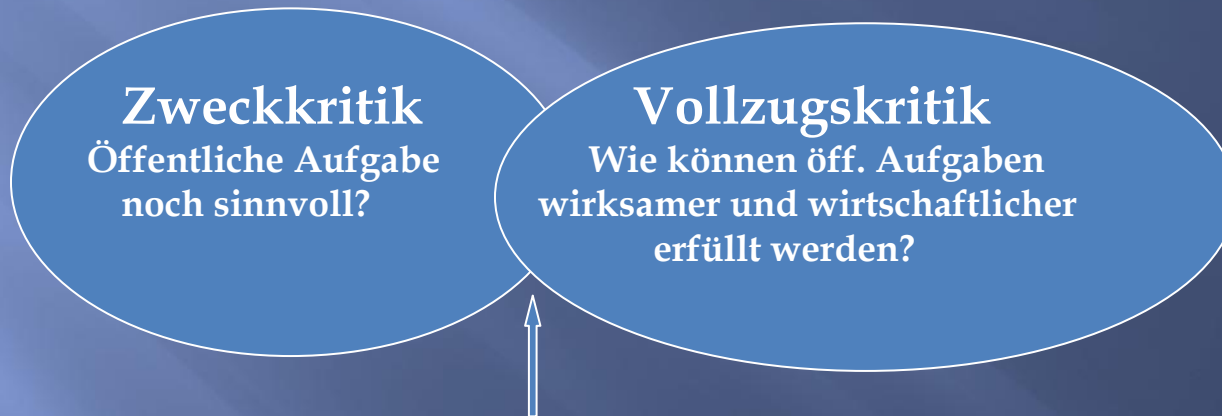 Zweckkritik
Öffentliche Aufgabe
noch sinnvoll?
Vollzugskritik
Wie können öff. Aufgaben
wirksamer und wirtschaftlicher
erfüllt werden?